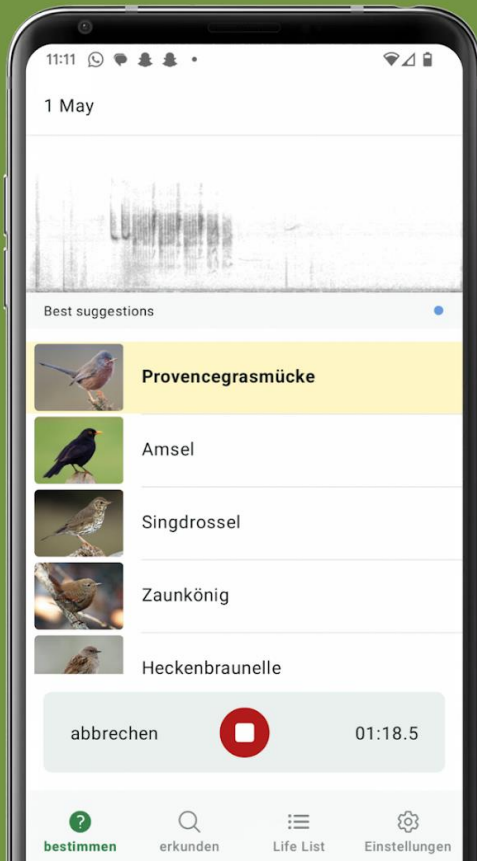 11:11
1 May
Best suggestions
Provencegrasmücke
Amsel
Singdrossel
Zaunkönig
Heckenbraunelle
abbrechen 01:18.5
bestimmen erkunden Life List Einstellungen